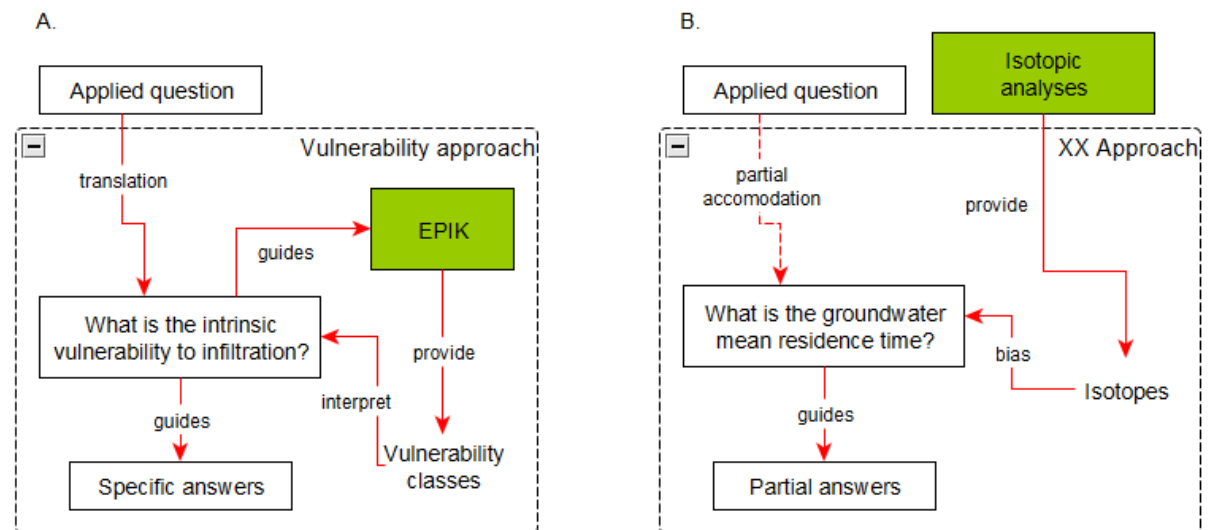 A.
Applied question
Vulnerability approach
translation
EPIK
guides
What is the intrinsic
vulnerability to infiltration?
provide
interpret
guides
Vulnerability
classes
Specific answers
B.
Isotopic
analyses
Applied question
XX Approach
partial
accomodation
provide
What is the groundwater
mean residence time?
bias
Isotopes
guides
Partial answers